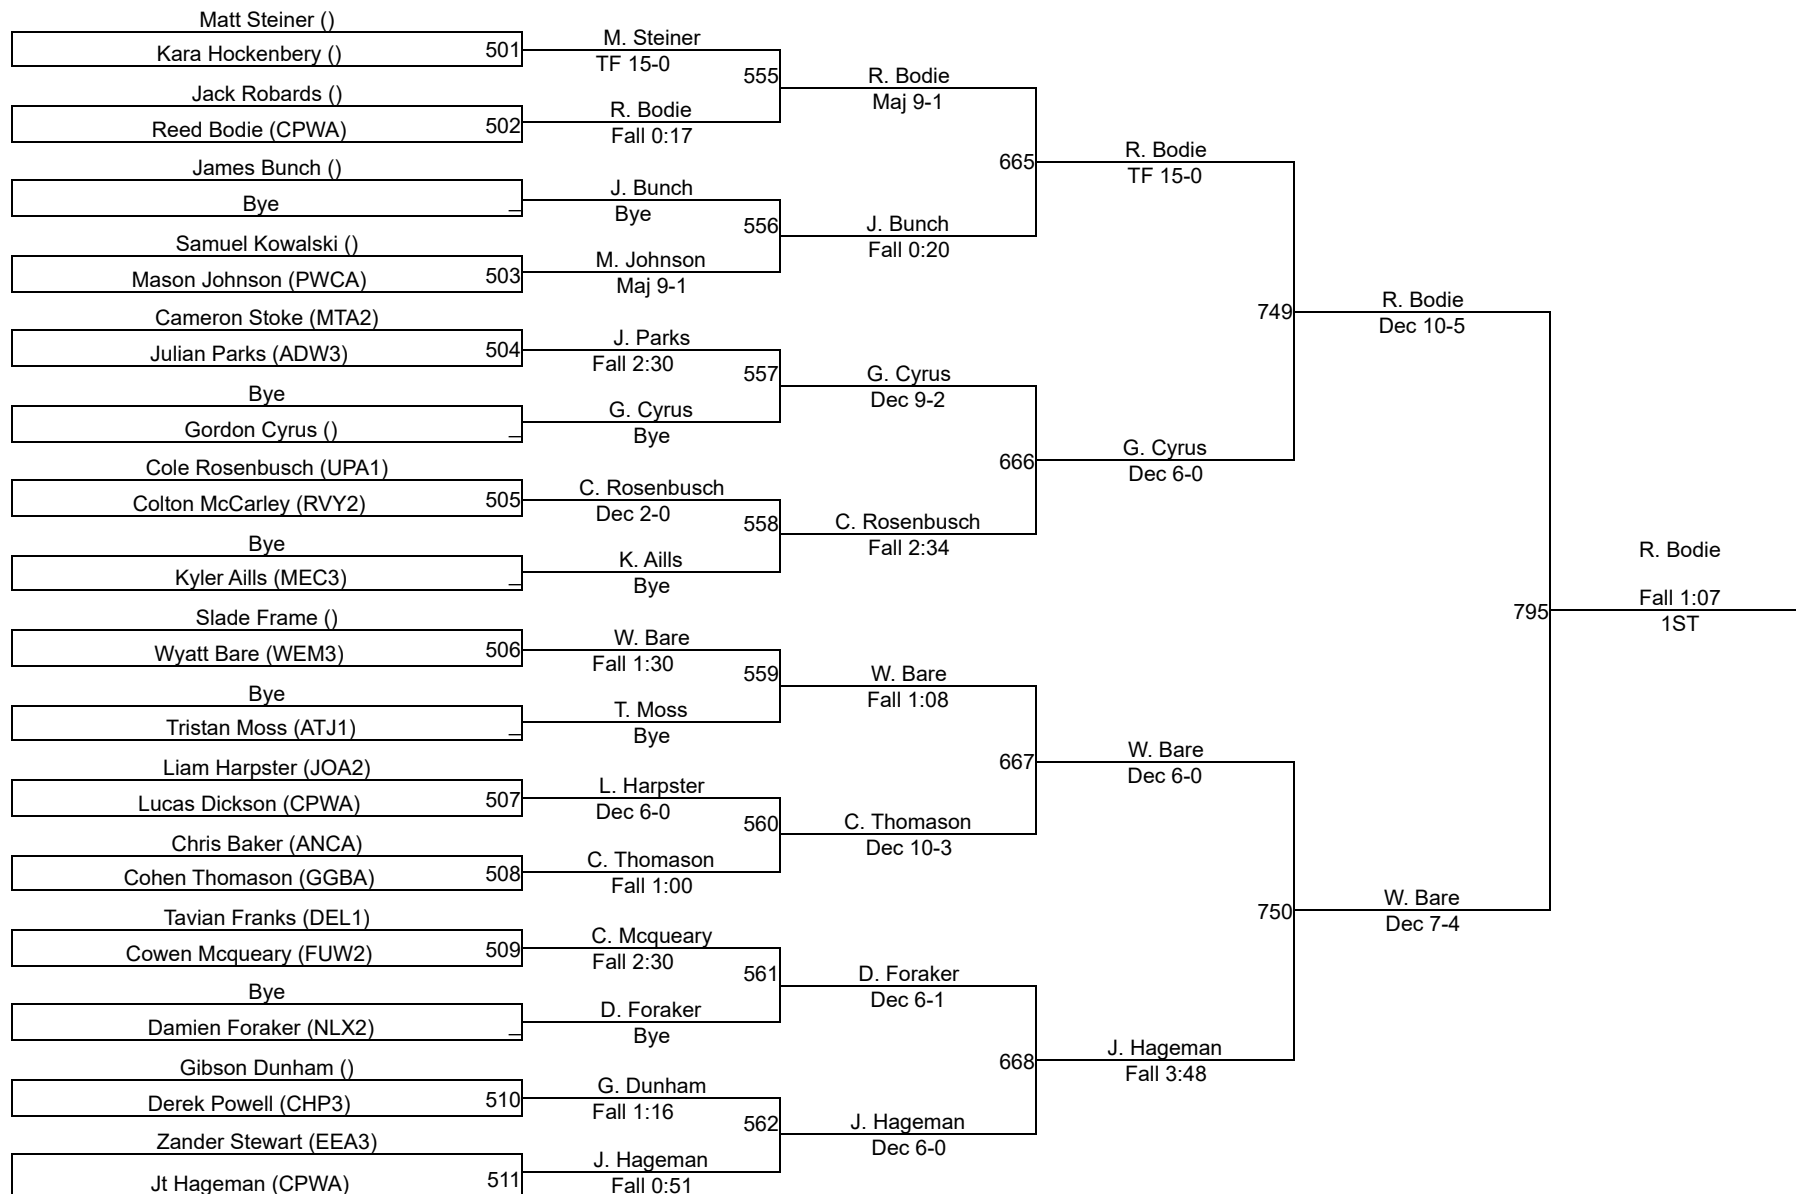 Matt Steiner ()
Kara Hockenbery ()
501
Jack Robards ()
Reed Bodie (CPWA)
502
James Bunch ()
Bye
_
Samuel Kowalski ()
Mason Johnson (PWCA)
503
Cameron Stoke (MTA2)
Julian Parks (ADW3)
504
Bye
Gordon Cyrus ()
_
Cole Rosenbusch (UPA1)
Colton McCarley (RVY2)
505
Bye
Kyler Aills (MEC3)
_
Slade Frame ()
Wyatt Bare (WEM3)
506
Bye
Tristan Moss (ATJ1)
_
Liam Harpster (JOA2)
Lucas Dickson (CPWA)
507
Chris Baker (ANCA)
Cohen Thomason (GGBA)
508
Tavian Franks (DEL1)
Cowen Mcqueary (FUW2)
509
Bye
Damien Foraker (NLX2)
_
Gibson Dunham ()
Derek Powell (CHP3)
510
Zander Stewart (EEA3)
Jt Hageman (CPWA)
511
M. Steiner
TF 15-0
555
R. Bodie
Fall 0:17
J. Bunch
Bye
556
M. Johnson
Maj 9-1
J. Parks
Fall 2:30
557
G. Cyrus
Bye
C. Rosenbusch
Dec 2-0
558
K. Aills
Bye
W. Bare
Fall 1:30
559
T. Moss
Bye
L. Harpster
Dec 6-0
560
C. Thomason
Fall 1:00
C. Mcqueary
Fall 2:30
561
D. Foraker
Bye
G. Dunham
Fall 1:16
562
J. Hageman
Fall 0:51
R. Bodie
Maj 9-1
665
J. Bunch
Fall 0:20
G. Cyrus
Dec 9-2
666
C. Rosenbusch
Fall 2:34
W. Bare
Fall 1:08
667
C. Thomason
Dec 10-3
D. Foraker
Dec 6-1
668
J. Hageman
Dec 6-0
R. Bodie
TF 15-0
749
G. Cyrus
Dec 6-0
W. Bare
Dec 6-0
750
J. Hageman
Fall 3:48
R. Bodie
Dec 10-5
795
W. Bare
Dec 7-4
R. Bodie
Fall 1:07
1ST